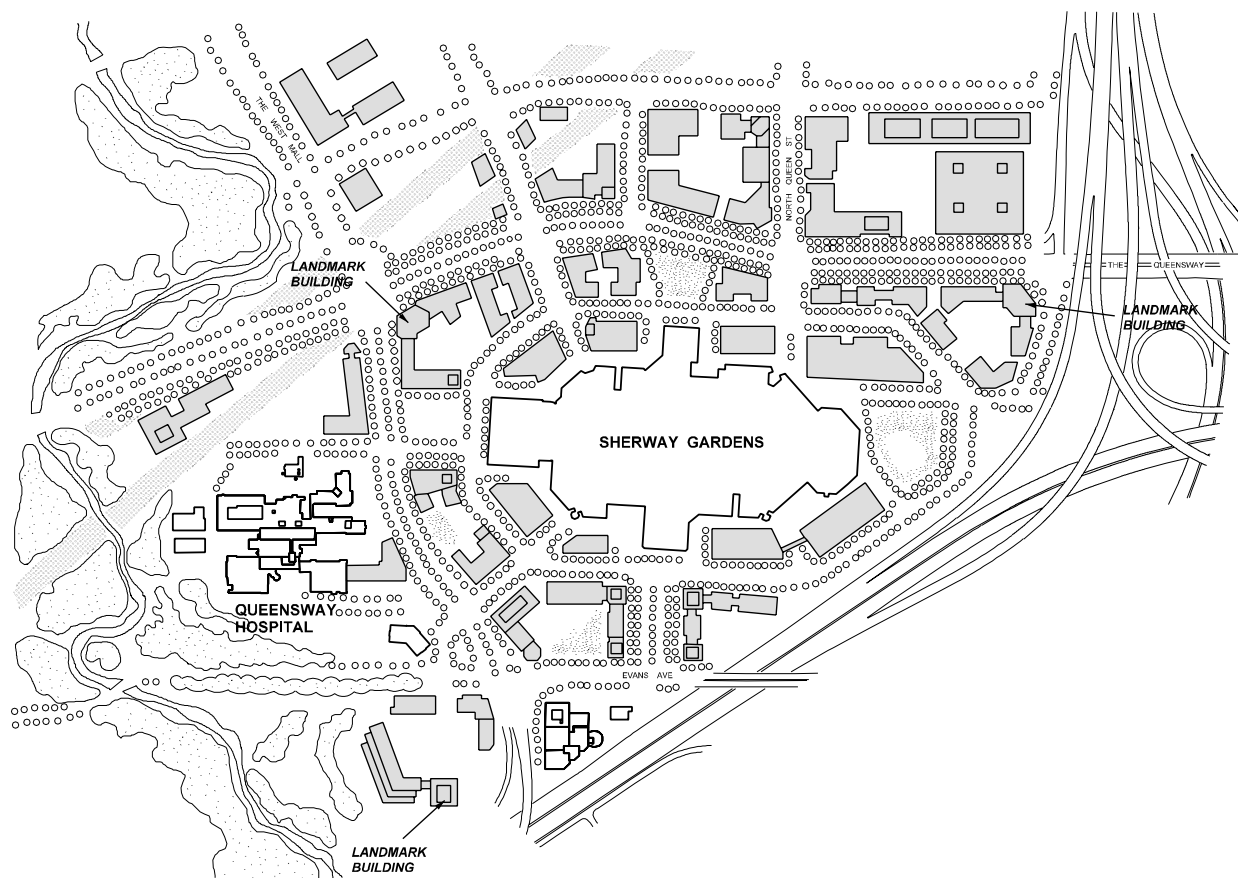 THE WEST MALL
NORTH QUEEN ST
LANDMARK
BUILDING
THE QUEENSWAY
LANDMARK
BUILDING
SHERWAY GARDENS
QUEENSWAY
HOSPITAL
EVANS AVE
LANDMARK
BUILDING